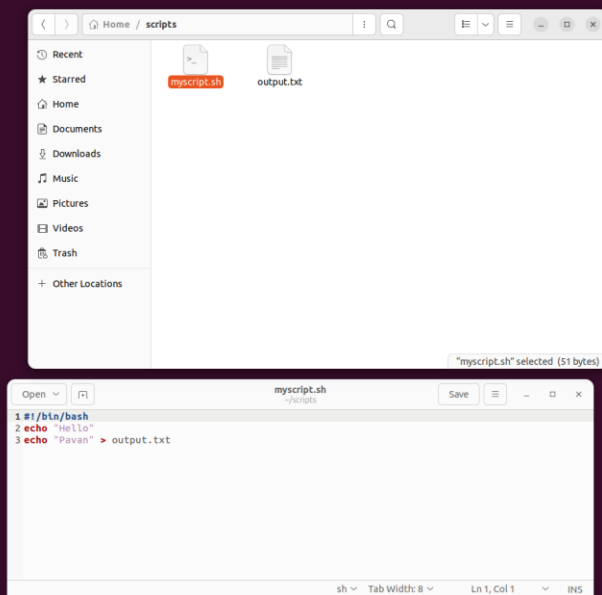 Home / scripts
Recent
Starred
Home
Documents
Downloads
Music
Pictures
Videos
Trash
+ Other Locations
>_
myscript.sh
output.txt
"myscript.sh" selected (51 bytes)
Open
myscript.sh
~/scripts
Save
1 #!/bin/bash
2 echo "Hello"
3 echo "Pavan" > output.txt
sh Tab Width: 8 Ln 1, Col 1 INS